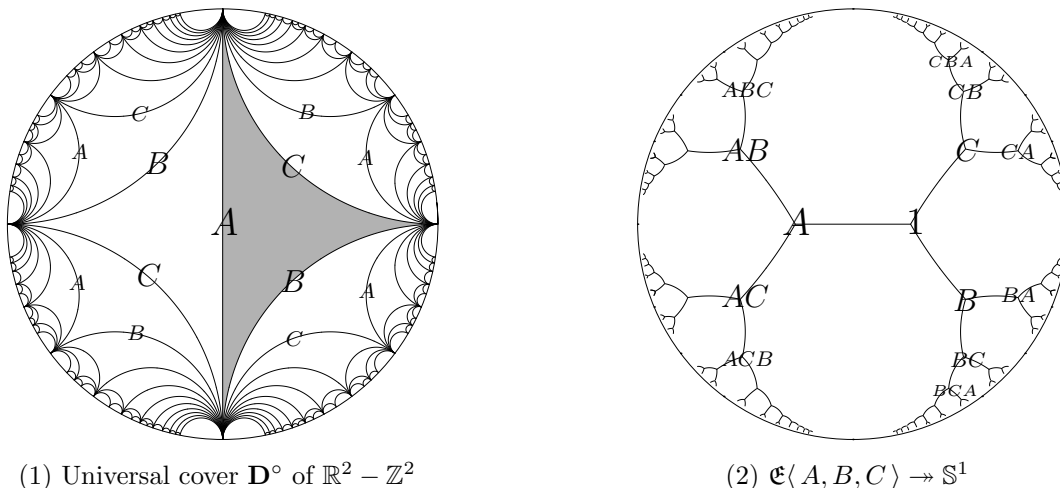 C
B
A
B
C
A
A
C
B
A
A
B
C
CBA
ABC
CB
AB
C
CA
A
1
AC
B
BA
ACB
BC
BCA
(1) Universal cover D° of ℝ² − ℤ²
(2) 𝕰⟨ A, B, C ⟩ ↠ 𝕊¹